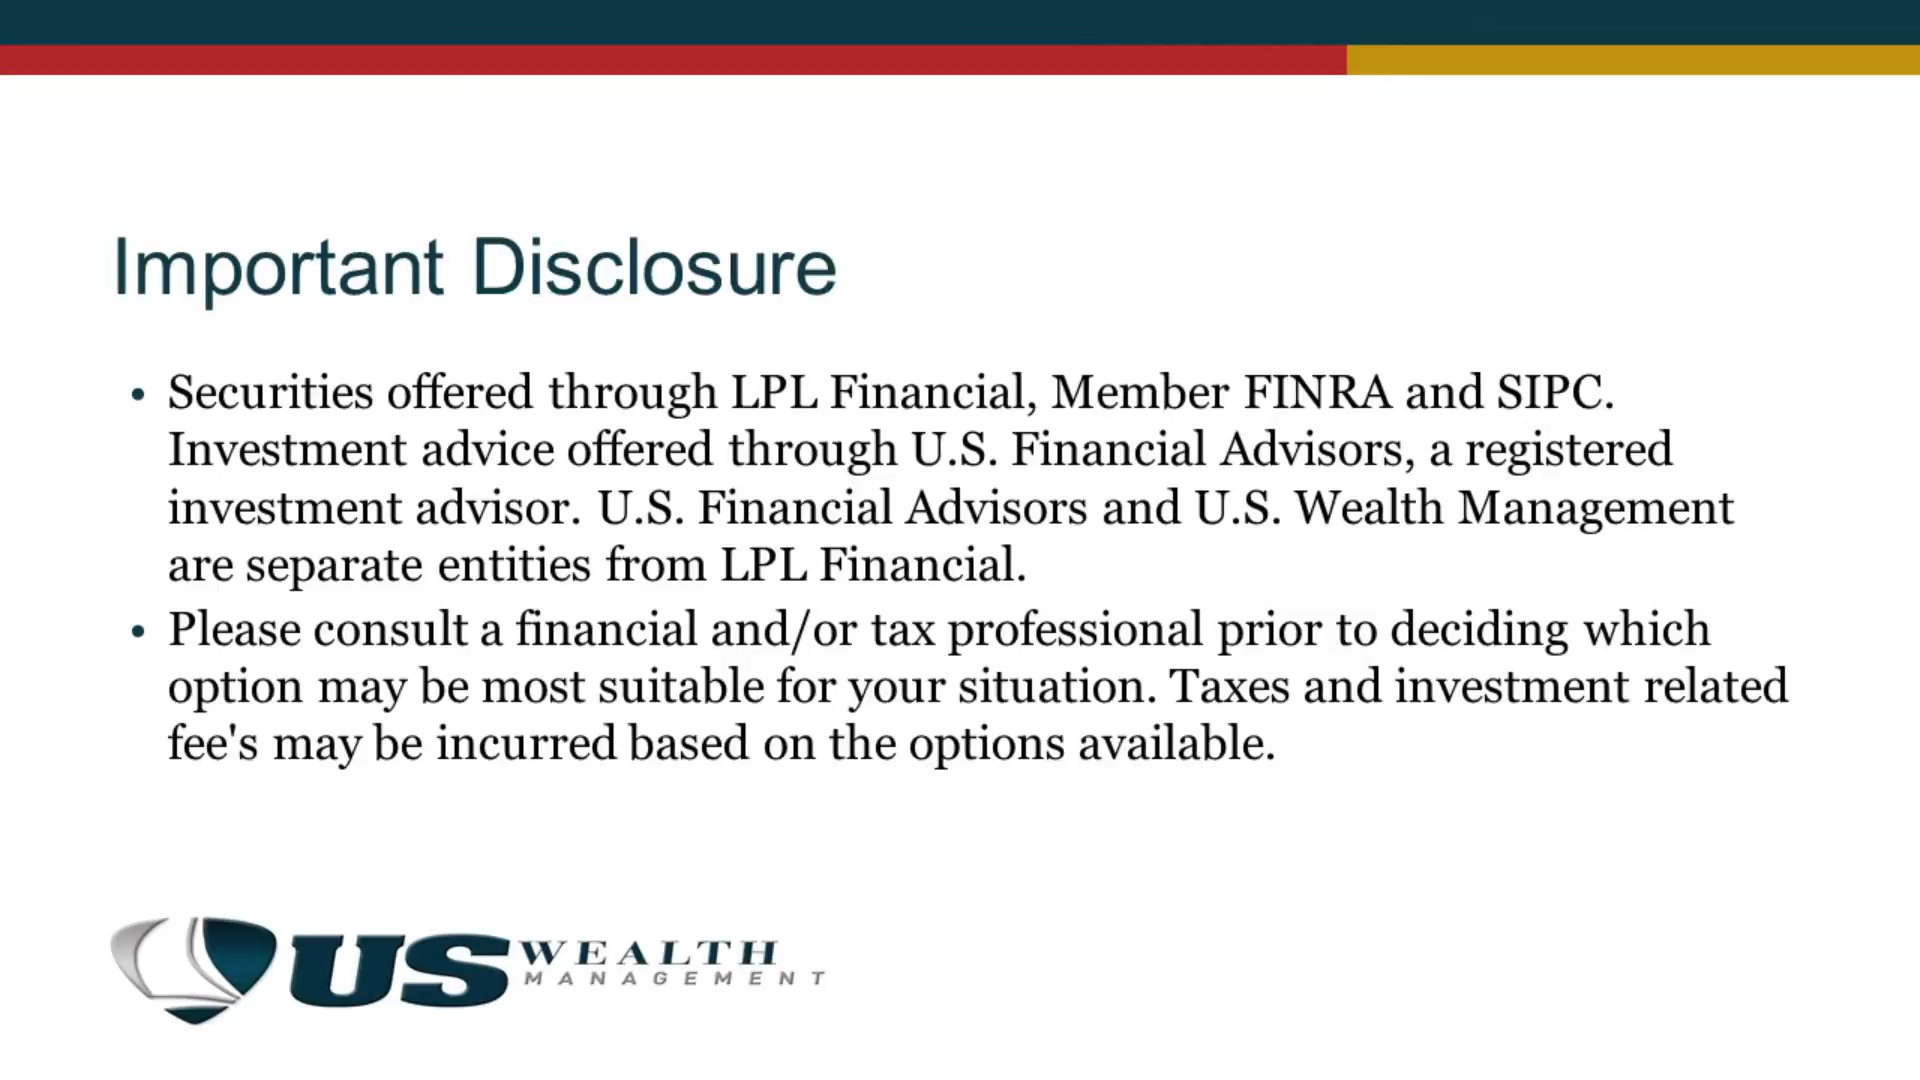 Important Disclosure
• Securities offered through LPL Financial, Member FINRA and SIPC.
Investment advice offered through U.S. Financial Advisors, a registered
investment advisor. U.S. Financial Advisors and U.S. Wealth Management
are separate entities from LPL Financial.
• Please consult a financial and/or tax professional prior to deciding which
option may be most suitable for your situation. Taxes and investment related
fee's may be incurred based on the options available.
US WEALTH
MANAGEMENT